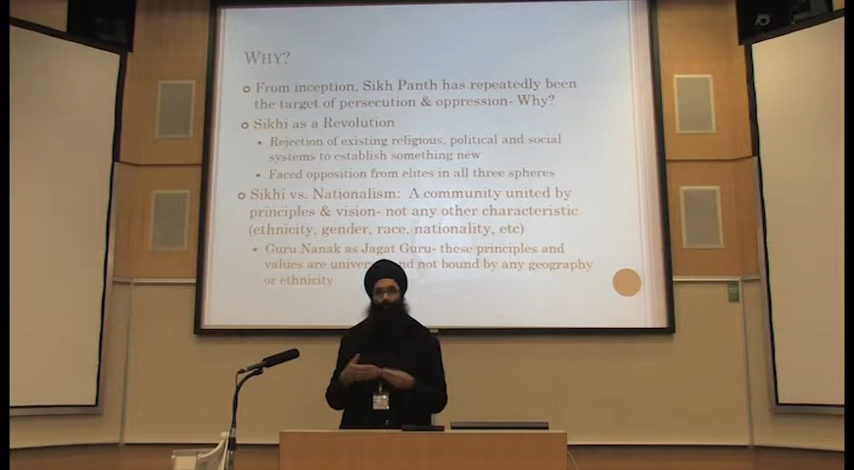 WHY?
From inception, Sikh Panth has repeatedly been
the target of persecution & oppression- Why?
Sikhi as a Revolution
Rejection of existing religious, political and social
systems to establish something new
Faced opposition from elites in all three spheres
Sikhi vs. Nationalism: A community united by
principles & vision- not any other characteristic
(ethnicity, gender, race, nationality, etc)
Guru Nanak as Jagat Guru- these principles and
values are and not bound by any geography
or ethnicity